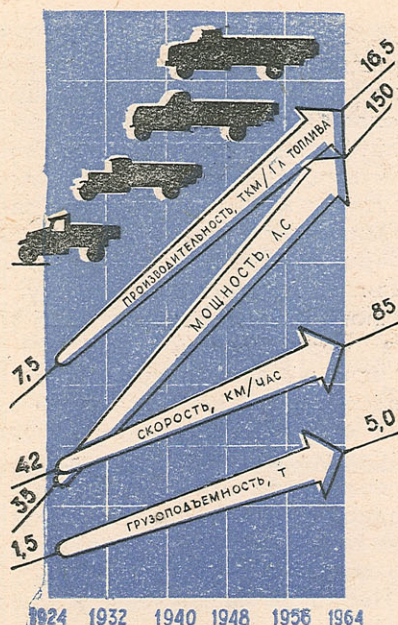 16,5
150
ПРОИЗВОДИТЕЛЬНОСТЬ, ТКМ/1Л ТОПЛИВА
МОЩНОСТЬ, Л.С
7,5
85
СКОРОСТЬ, КМ/ЧАС
42
35
5,0
ГРУЗОПОДЪЕМНОСТЬ, Т
1,5
1924 1932 1940 1948 1956 1964